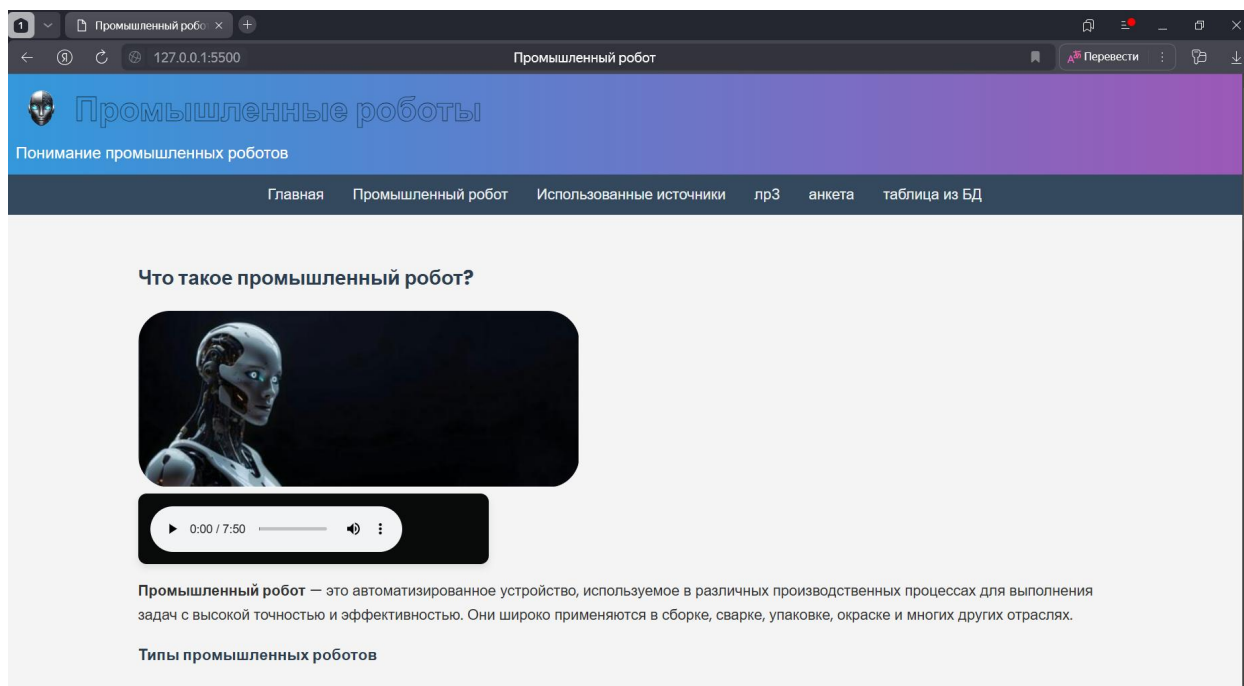 1
Промышленный робо
127.0.0.1:5500
Промышленный робот
Перевести
Промышленные роботы
Понимание промышленных роботов
Главная Промышленный робот Использованные источники лр3 анкета таблица из БД
Что такое промышленный робот?
0:00 / 7:50
Промышленный робот — это автоматизированное устройство, используемое в различных производственных процессах для выполнения
задач с высокой точностью и эффективностью. Они широко применяются в сборке, сварке, упаковке, окраске и многих других отраслях.
Типы промышленных роботов